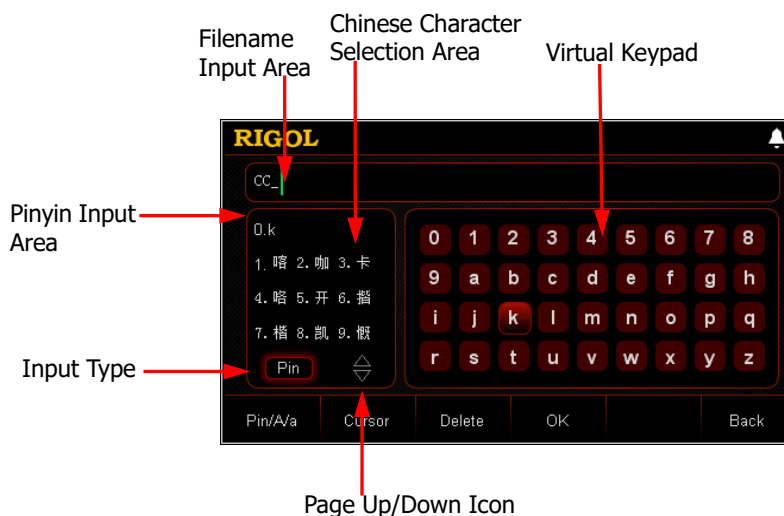 Filename
Input Area
Chinese Character
Selection Area
Virtual Keypad
RIGOL
CC_
Pinyin Input
Area
0.k
1.喀 2.咖 3.卡
4.咯 5.开 6.揩
7.楷 8.凯 9.慨
Pin
0 1 2 3 4 5 6 7 8
9 a b c d e f g h
i j k l m n o p q
r s t u v w x y z
Input Type
Pin/A/a Cursor Delete OK Back
Page Up/Down Icon